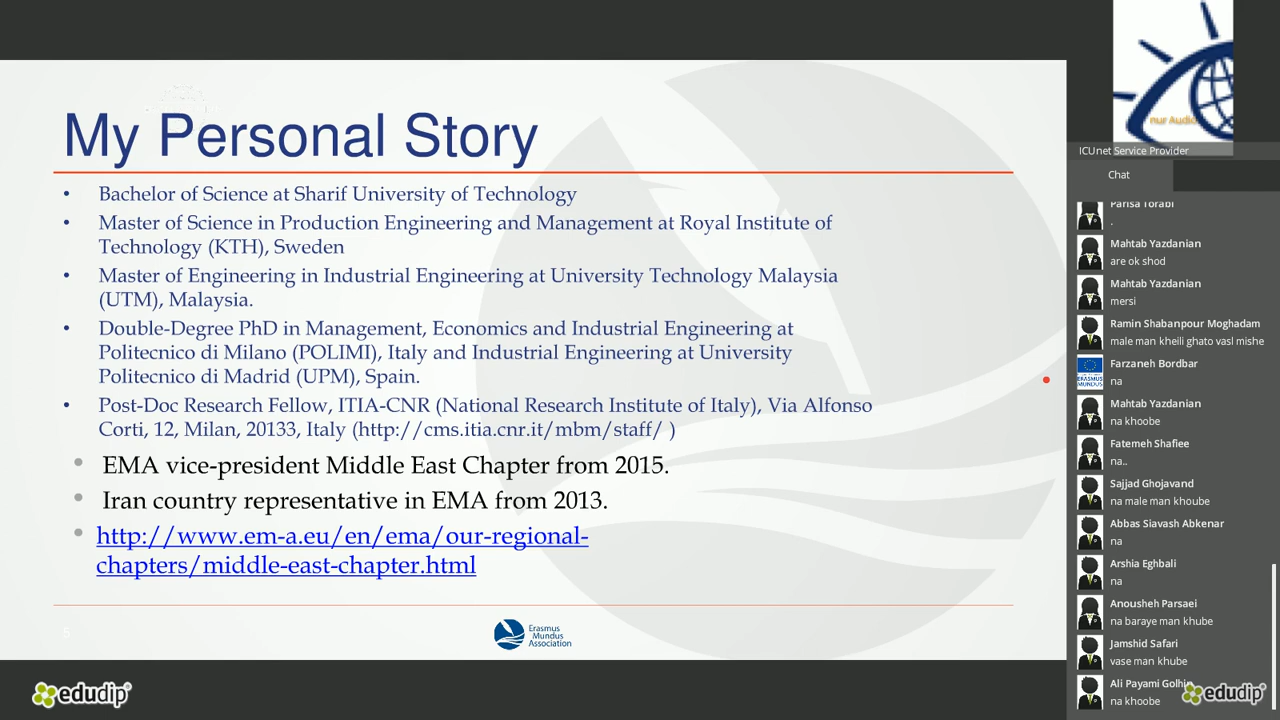 My Personal Story
• Bachelor of Science at Sharif University of Technology
• Master of Science in Production Engineering and Management at Royal Institute of
Technology (KTH), Sweden
• Master of Engineering in Industrial Engineering at University Technology Malaysia
(UTM), Malaysia.
• Double-Degree PhD in Management, Economics and Industrial Engineering at
Politecnico di Milano (POLIMI), Italy and Industrial Engineering at University
Politecnico di Madrid (UPM), Spain.
• Post-Doc Research Fellow, ITIA-CNR (National Research Institute of Italy), Via Alfonso
Corti, 12, Milan, 20133, Italy (http://cms.itia.cnr.it/mbm/staff/ )
• EMA vice-president Middle East Chapter from 2015.
• Iran country representative in EMA from 2013.
• http://www.em-a.eu/en/ema/our-regional-
chapters/middle-east-chapter.html
5
Erasmus
Mundus
Association
edudip
nur Audio
ICUnet Service Provider
Chat
Parisa Torabi
.
Mahtab Yazdanian
are ok shod
Mahtab Yazdanian
mersi
Ramin Shabanpour Moghadam
male man kheili ghato vasl mishe
Farzaneh Bordbar
ERASMUS
MUNDUS
na
Mahtab Yazdanian
na khoobe
Fatemeh Shafiee
na..
Sajjad Ghojavand
na male man khoube
Abbas Siavash Abkenar
na
Arshia Eghbali
na
Anousheh Parsaei
na baraye man khube
Jamshid Safari
vase man khube
Ali Payami
na khoobe
edudip